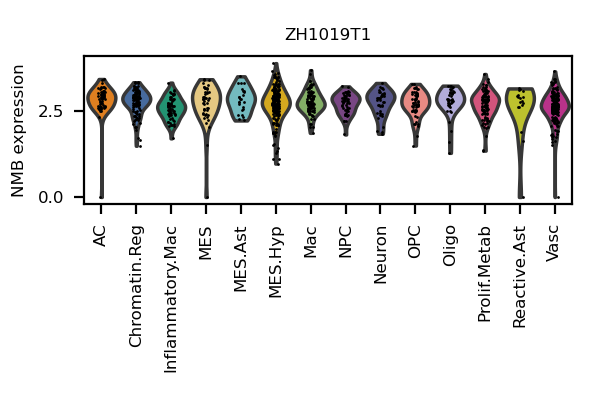 ZH1019T1
NMB expression
2.5
0.0
AC
Chromatin.Reg
Inflammatory.Mac
MES
MES.Ast
MES.Hyp
Mac
NPC
Neuron
OPC
Oligo
Prolif.Metab
Reactive.Ast
Vasc